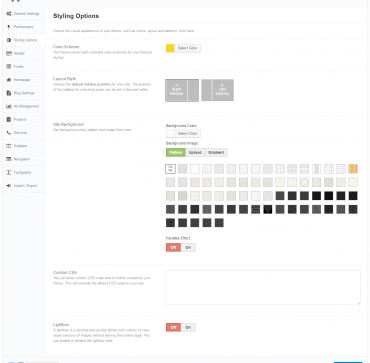 General Settings
Performance
Styling Options
Header
Footer
Homepage
Blog Settings
Ad Management
Projects
Services
Sidebars
Navigation
Typography
Import / Export
Styling Options
Control the visual appearance of your theme, such as colors, layout and patterns, from here.
Color Scheme
The theme comes with unlimited color schemes for your theme's styling.
Select Color
Layout Style
Choose the default sidebar position for your site. The position
of the sidebar for individual posts can be set in the post editor.
Right
Sidebar
Left
Sidebar
Site Background
Set background color, pattern and image from here.
Background Color
Select Color
Background Image
Pattern Upload Gradient
Parallax Effect
Off On
Custom CSS
You can enter custom CSS code here to further customize your
theme. This will override the default CSS used on your site.
Lightbox
A lightbox is a stylized pop-up that allows your visitors to view
larger versions of images without leaving the current page. You
can enable or disable the lightbox here.
Off On